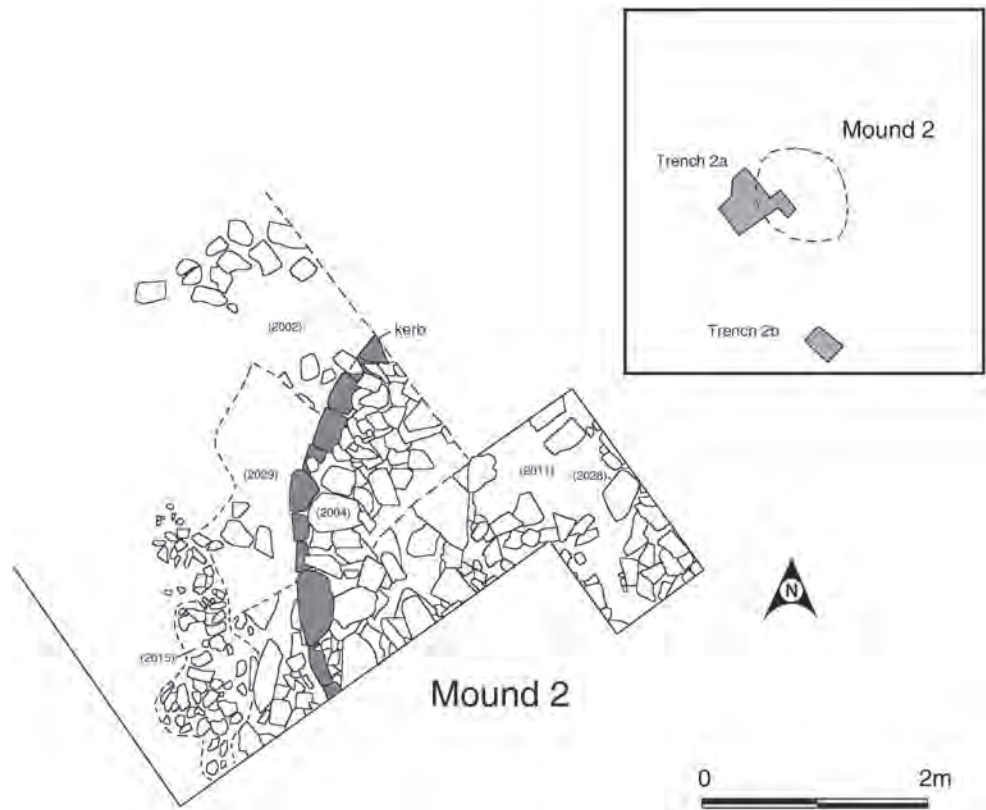 Mound 2
Trench 2a
Trench 2b
(2002)
kerb
(2029)
(2004)
(2011)
(2028)
(2015)
N
Mound 2
0 2m